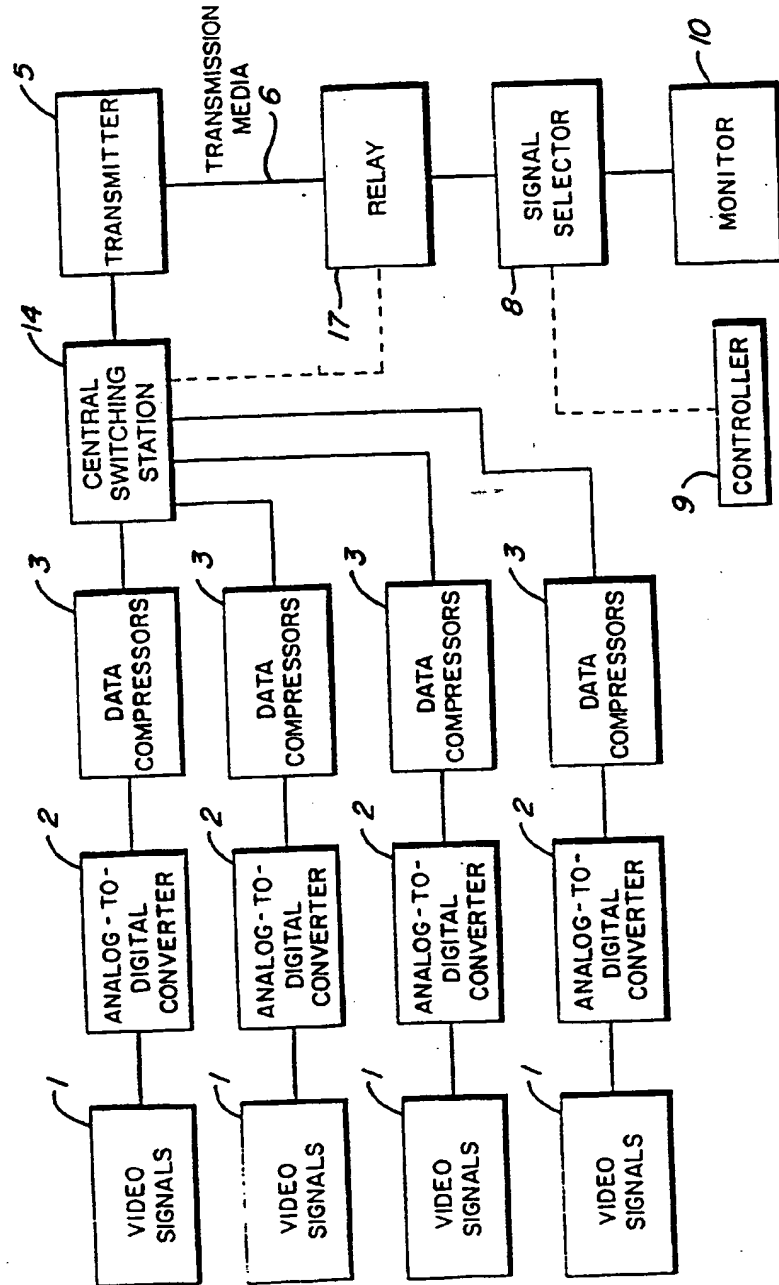 1
VIDEO
SIGNALS
2
ANALOG-TO-
DIGITAL
CONVERTER
3
DATA
COMPRESSORS
14
CENTRAL
SWITCHING
STATION
5
TRANSMITTER
1
VIDEO
SIGNALS
2
ANALOG-TO-
DIGITAL
CONVERTER
3
DATA
COMPRESSORS
TRANSMISSION
MEDIA
6
1
VIDEO
SIGNALS
2
ANALOG-TO-
DIGITAL
CONVERTER
3
DATA
COMPRESSORS
17
RELAY
1
VIDEO
SIGNALS
2
ANALOG-TO-
DIGITAL
CONVERTER
3
DATA
COMPRESSORS
8
SIGNAL
SELECTOR
9
CONTROLLER
10
MONITOR